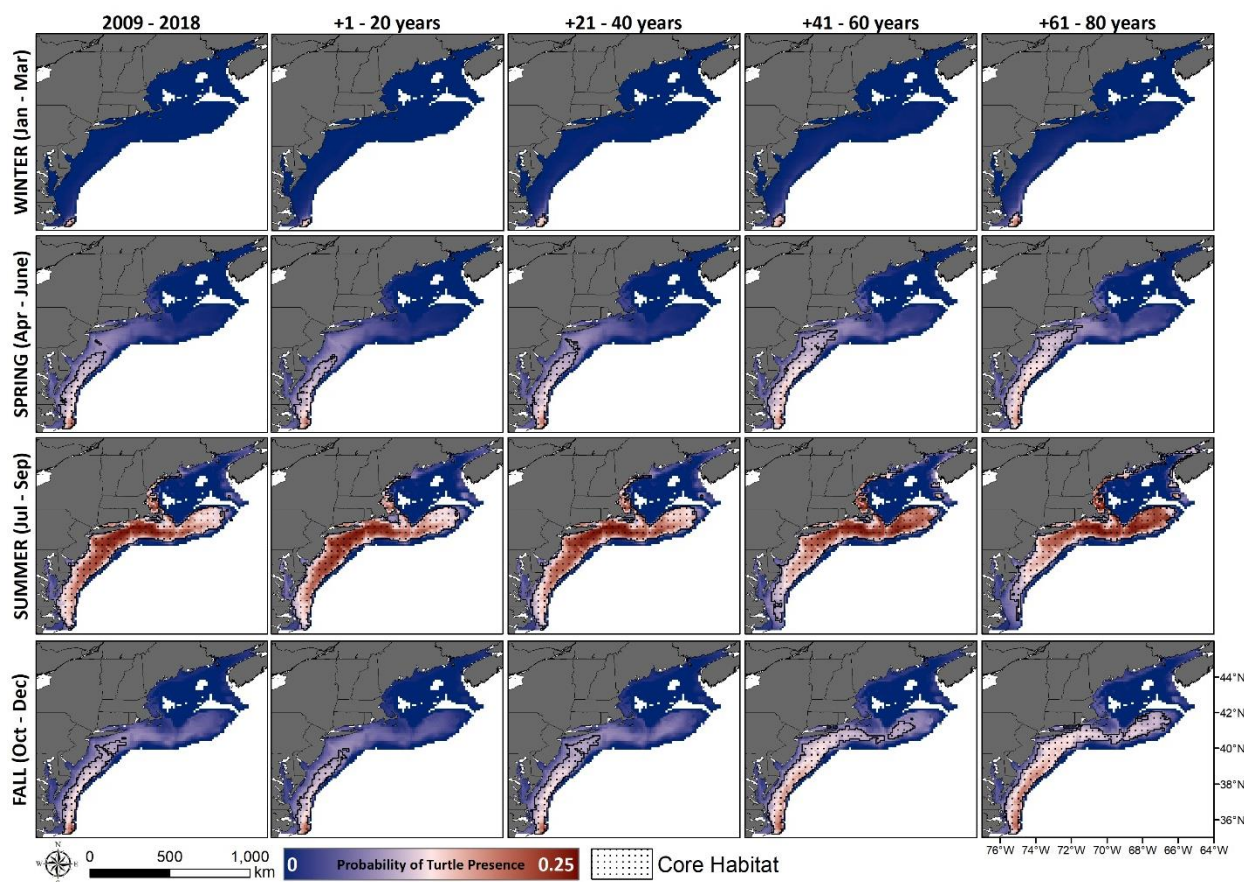 2009 - 2018 +1 - 20 years +21 - 40 years +41 - 60 years +61 - 80 years
WINTER (Jan - Mar)
SPRING (Apr - June)
SUMMER (Jul - Sep)
FALL (Oct - Dec)
44°N
42°N
40°N
38°N
36°N
76°W 74°W 72°W 70°W 68°W 66°W 64°W
N
W E
S
0 500 1,000
km
0 Probability of Turtle Presence 0.25
Core Habitat